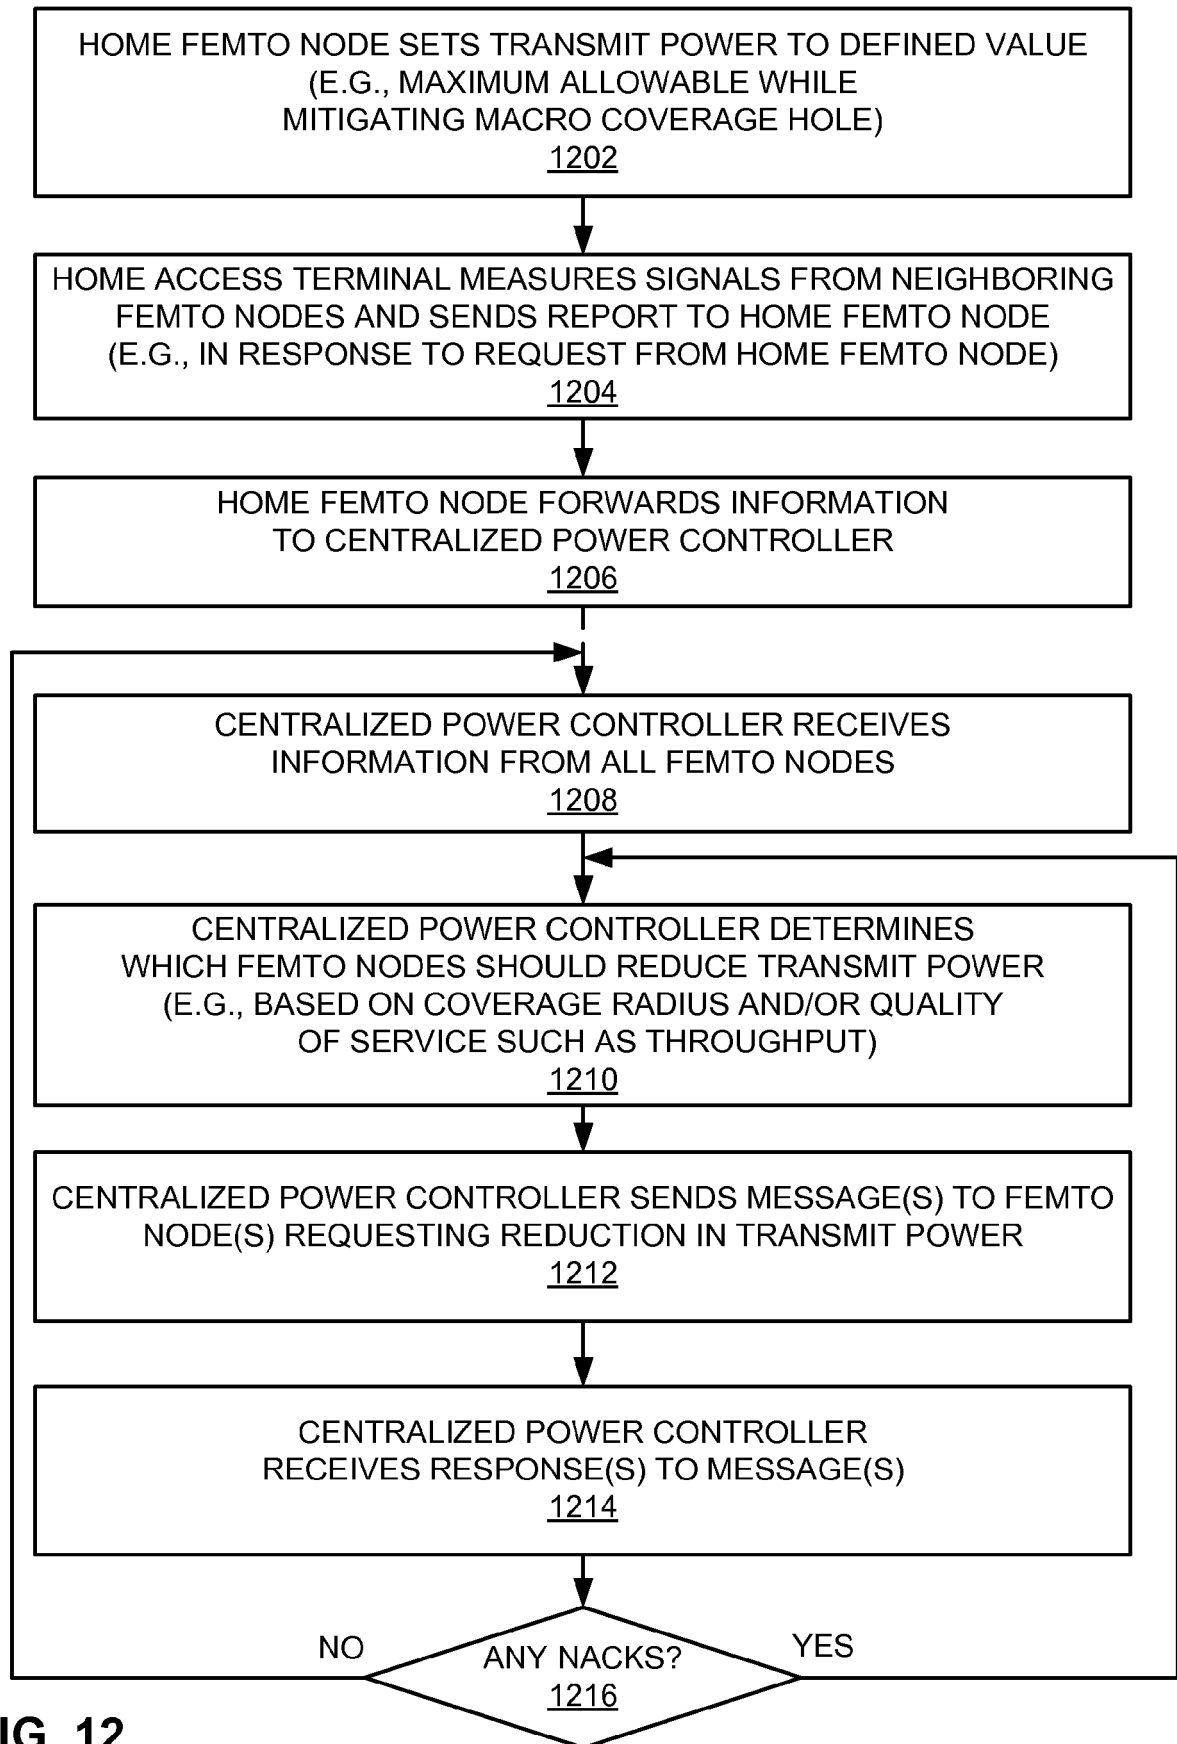 HOME FEMTO NODE SETS TRANSMIT POWER TO DEFINED VALUE
(E.G., MAXIMUM ALLOWABLE WHILE
MITIGATING MACRO COVERAGE HOLE)
1202
HOME ACCESS TERMINAL MEASURES SIGNALS FROM NEIGHBORING
FEMTO NODES AND SENDS REPORT TO HOME FEMTO NODE
(E.G., IN RESPONSE TO REQUEST FROM HOME FEMTO NODE)
1204
HOME FEMTO NODE FORWARDS INFORMATION
TO CENTRALIZED POWER CONTROLLER
1206
CENTRALIZED POWER CONTROLLER RECEIVES
INFORMATION FROM ALL FEMTO NODES
1208
CENTRALIZED POWER CONTROLLER DETERMINES
WHICH FEMTO NODES SHOULD REDUCE TRANSMIT POWER
(E.G., BASED ON COVERAGE RADIUS AND/OR QUALITY
OF SERVICE SUCH AS THROUGHPUT)
1210
CENTRALIZED POWER CONTROLLER SENDS MESSAGE(S) TO FEMTO
NODE(S) REQUESTING REDUCTION IN TRANSMIT POWER
1212
CENTRALIZED POWER CONTROLLER
RECEIVES RESPONSE(S) TO MESSAGE(S)
1214
NO
ANY NACKS?
YES
1216
IG. 12